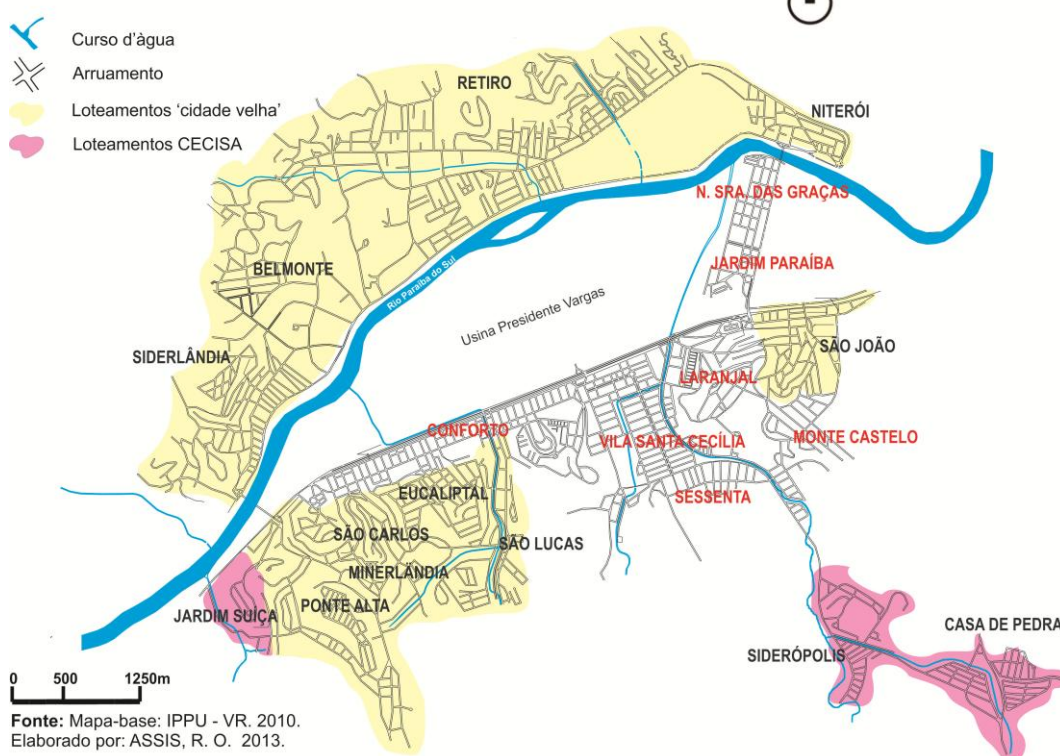 Curso d'àgua
Arruamento
Loteamentos 'cidade velha'
Loteamentos CECISA
RETIRO
NITERÓI
N. SRA. DAS GRAÇAS
JARDIM PARAÍBA
BELMONTE
Rio Paraíba do Sul
Usina Presidente Vargas
SIDERLÂNDIA
SÃO JOÃO
LARANJAL
CONFORTO
VILA SANTA CECÍLIA
MONTE CASTELO
EUCALIPTAL
SESSENTA
SÃO CARLOS
SÃO LUCAS
MINERLÂNDIA
PONTE ALTA
JARDIM SUÍÇA
CASA DE PEDRA
SIDERÓPOLIS
0 500 1250m
Fonte: Mapa-base: IPPU - VR. 2010.
Elaborado por: ASSIS, R. O. 2013.